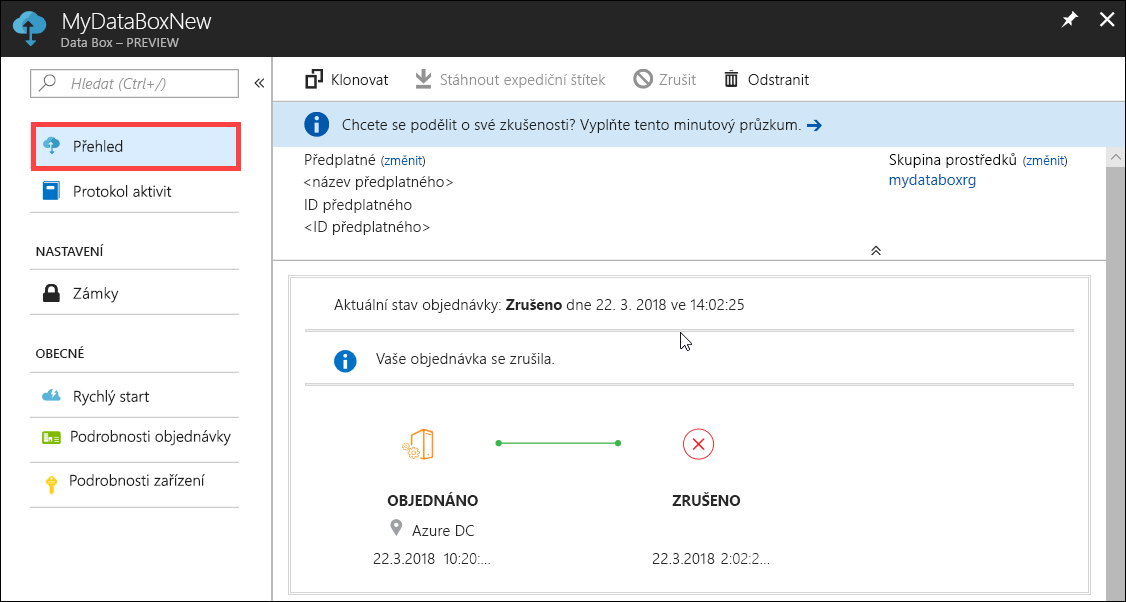 MyDataBoxNew
Data Box – PREVIEW
Hledat (Ctrl+/)
Přehled
Protokol aktivit
NASTAVENÍ
Zámky
OBECNÉ
Rychlý start
Podrobnosti objednávky
Podrobnosti zařízení
Klonovat Stáhnout expediční štítek Zrušit Odstranit
Chcete se podělit o své zkušenosti? Vyplňte tento minutový průzkum.
Předplatné (změnit)
<název předplatného>
ID předplatného
<ID předplatného>
Skupina prostředků (změnit)
mydataboxrg
Aktuální stav objednávky: Zrušeno dne 22. 3. 2018 ve 14:02:25
Vaše objednávka se zrušila.
OBJEDNÁNO ZRUŠENO
Azure DC
22.3.2018 10:20:... 22.3.2018 2:02:2...